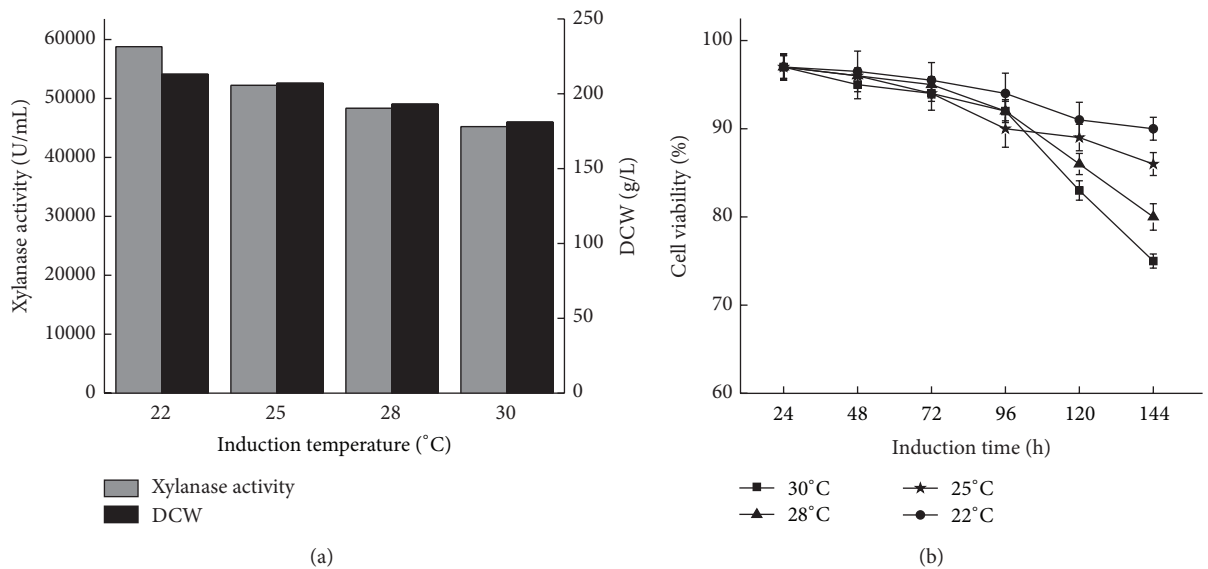 Xylanase activity (U/mL)
60000
50000
40000
30000
20000
10000
0
250
200
150
100
50
0
DCW (g/L)
22 25 28 30
Induction temperature (˚C)
Xylanase activity
DCW
(a)
Cell viability (%)
100
90
80
70
60
24 48 72 96 120 144
Induction time (h)
30˚C 25˚C
28˚C 22˚C
(b)